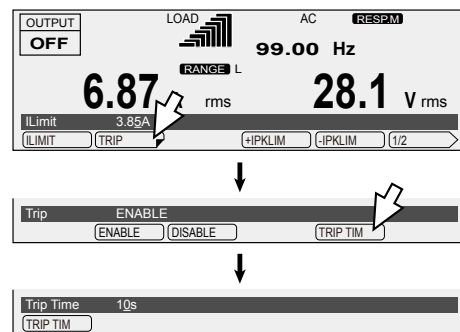 OUTPUT LOAD AC RESP.M
OFF 99.00 Hz
RANGE L
6.87 rms 28.1 V rms
ILimit 3.85A
ILIMIT TRIP +IPKLIM -IPKLIM 1/2
Trip ENABLE
ENABLE DISABLE TRIP TIM
Trip Time 10s
TRIP TIM